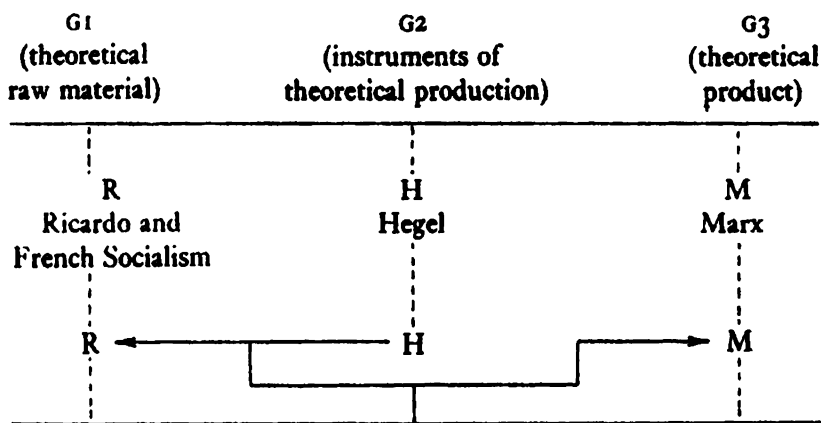 G1
(theoretical
raw material)
G2
(instruments of
theoretical production)
G3
(theoretical
product)
R
Ricardo and
French Socialism
H
Hegel
M
Marx
R
H
M